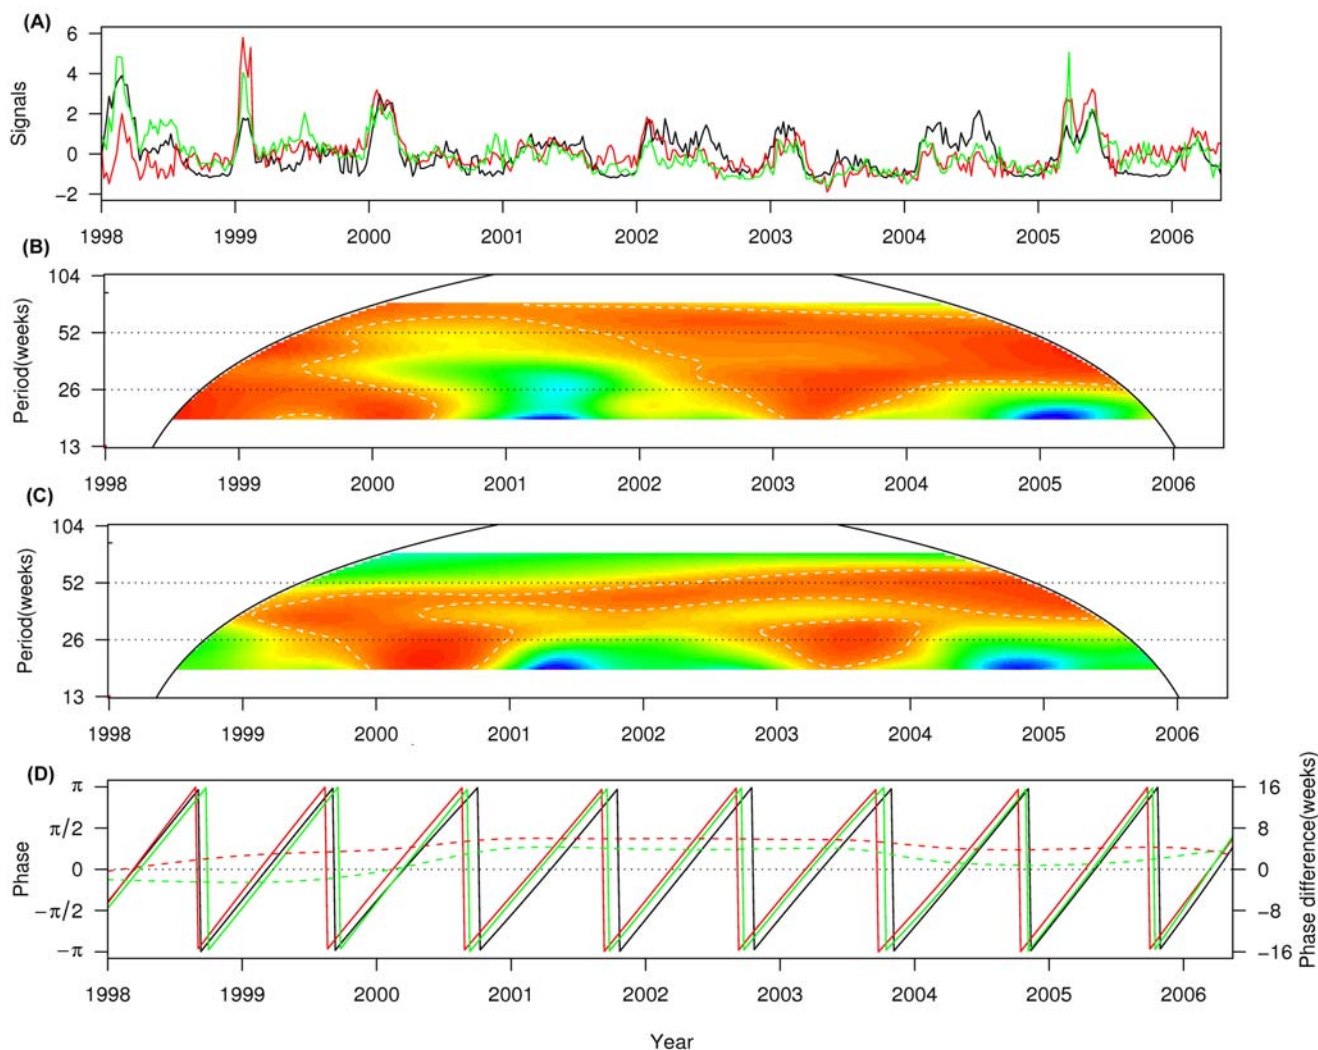 (A)
Signals
6
4
2
0
−2
1998 1999 2000 2001 2002 2003 2004 2005 2006
(B)
Period(weeks)
104
52
26
13
1998 1999 2000 2001 2002 2003 2004 2005 2006
(C)
Period(weeks)
104
52
26
13
1998 1999 2000 2001 2002 2003 2004 2005 2006
(D)
Phase
π
π/2
0
−π/2
−π
16
8
0
−8
−16
Phase difference(weeks)
1998 1999 2000 2001 2002 2003 2004 2005 2006
Year